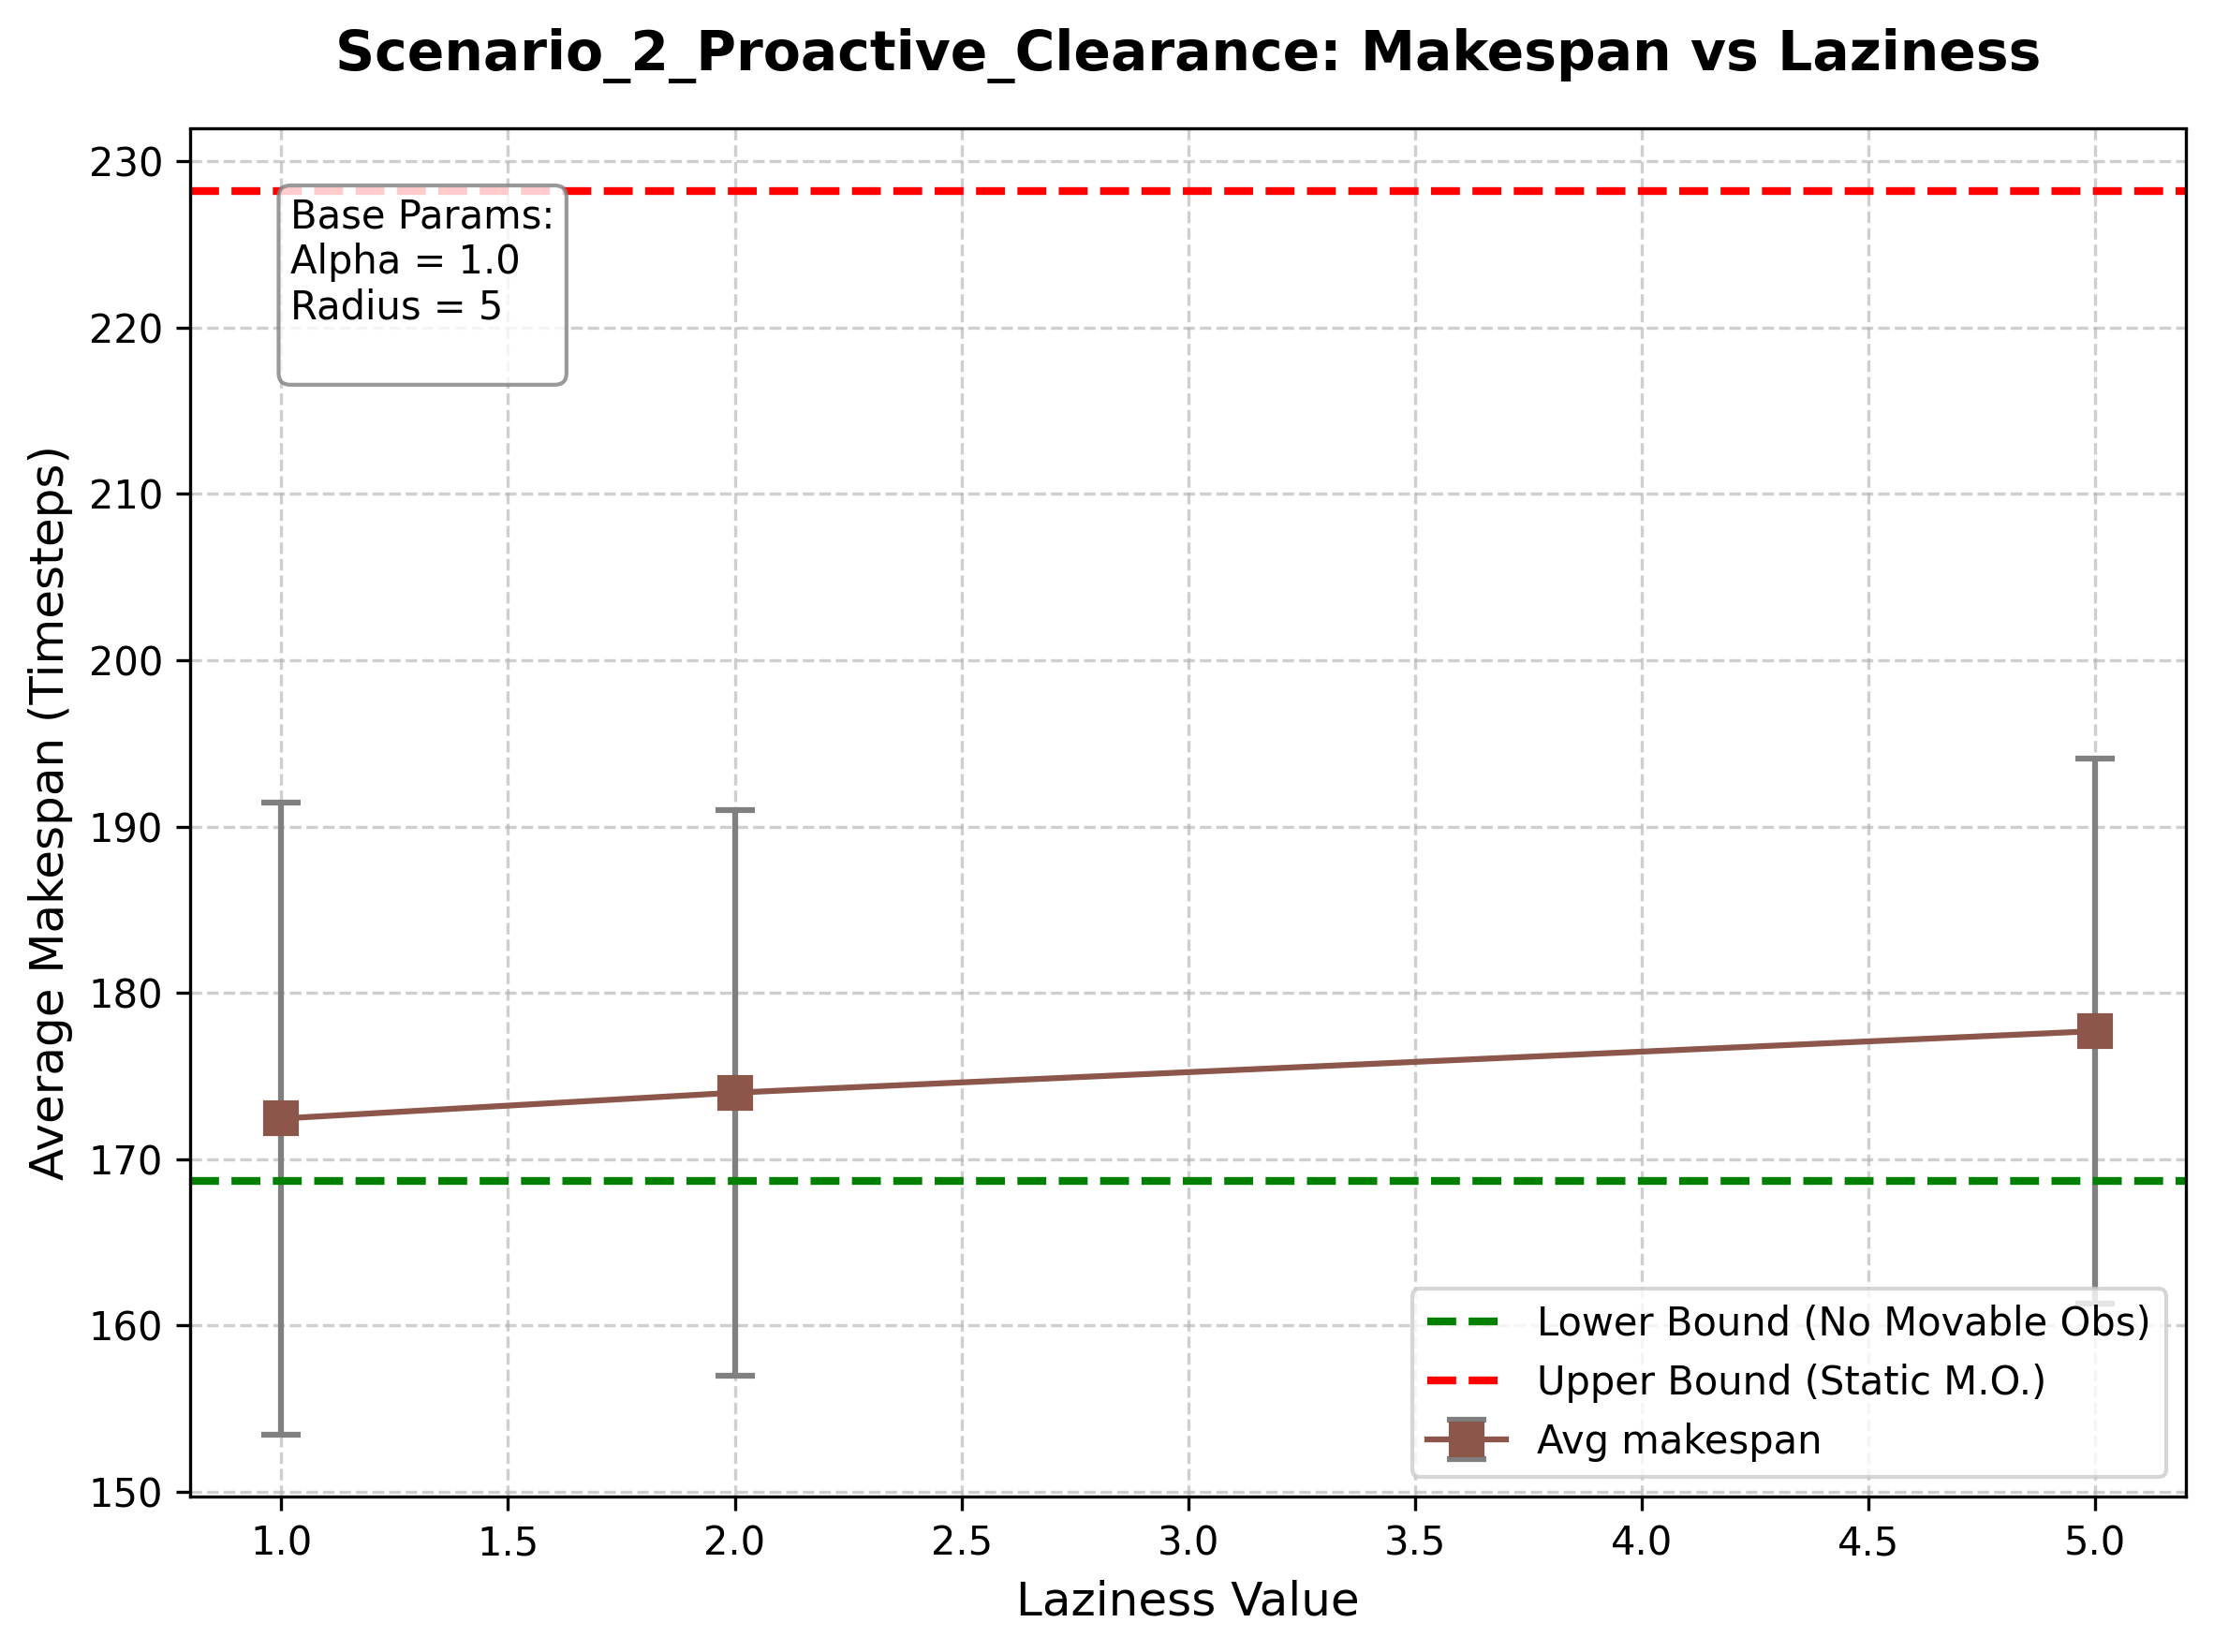 Scenario_2_Proactive_Clearance: Makespan vs Laziness
Average Makespan (Timesteps)
230
220
210
200
190
180
170
160
150
Base Params:
Alpha = 1.0
Radius = 5
Lower Bound (No Movable Obs)
Upper Bound (Static M.O.)
Avg makespan
1.0 1.5 2.0 2.5 3.0 3.5 4.0 4.5 5.0
Laziness Value